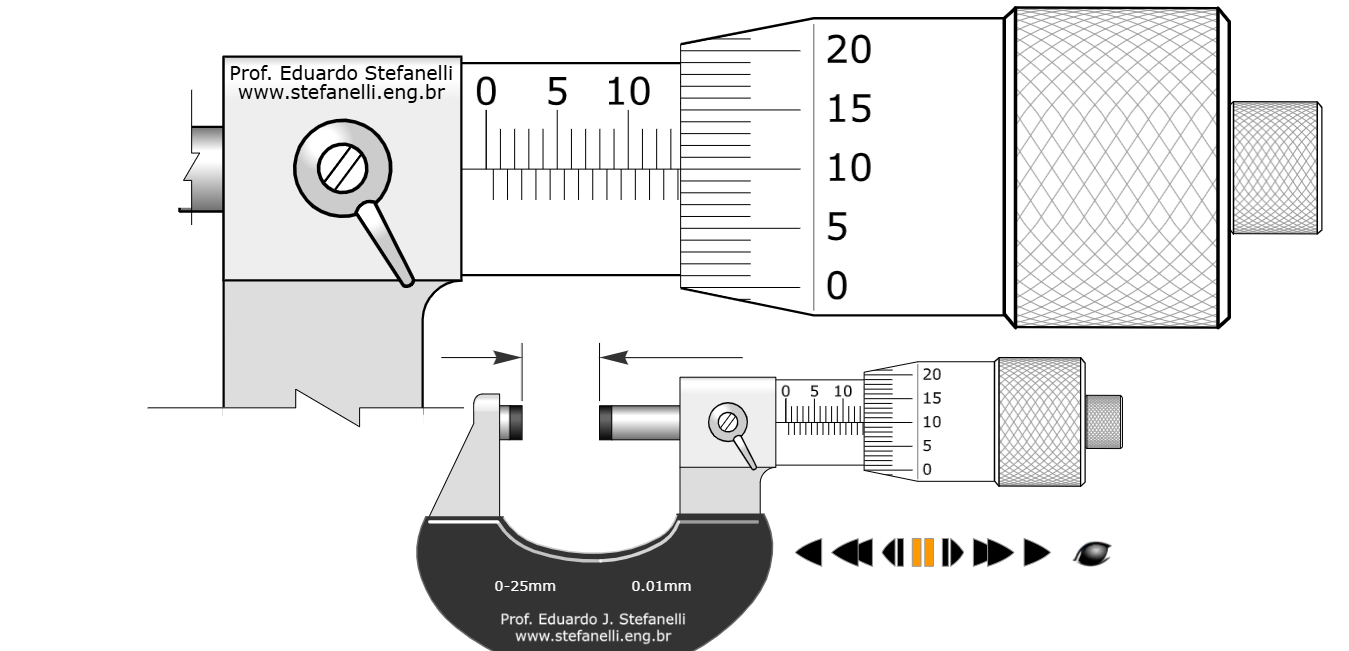 Prof. Eduardo Stefanelli
www.stefanelli.eng.br
0 5 10
20
15
10
5
0
0 5 10
20
15
10
5
0
0-25mm 0.01mm
Prof. Eduardo J. Stefanelli
www.stefanelli.eng.br